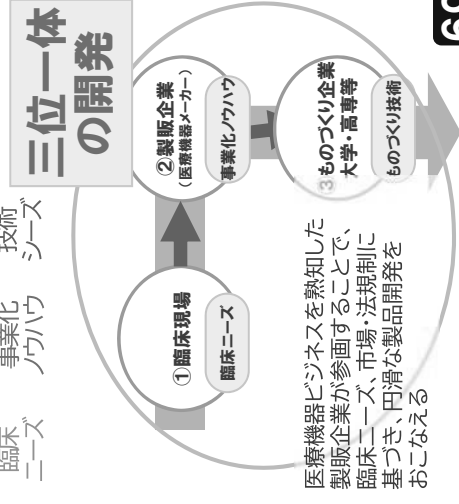 臨床
ニーズ
事業化
ノウハウ
技術
シーズ
三位一体
の開発
①臨床現場
臨床ニーズ
②製販企業
(医療機器メーカー)
事業化ノウハウ
③ものづくり企業
大学・高専等
ものづくり技術
医療機器ビジネスを熟知した
製販企業が参画することで、
臨床ニーズ、市場・法規制に
基づき、円滑な製品開発を
おこなえる